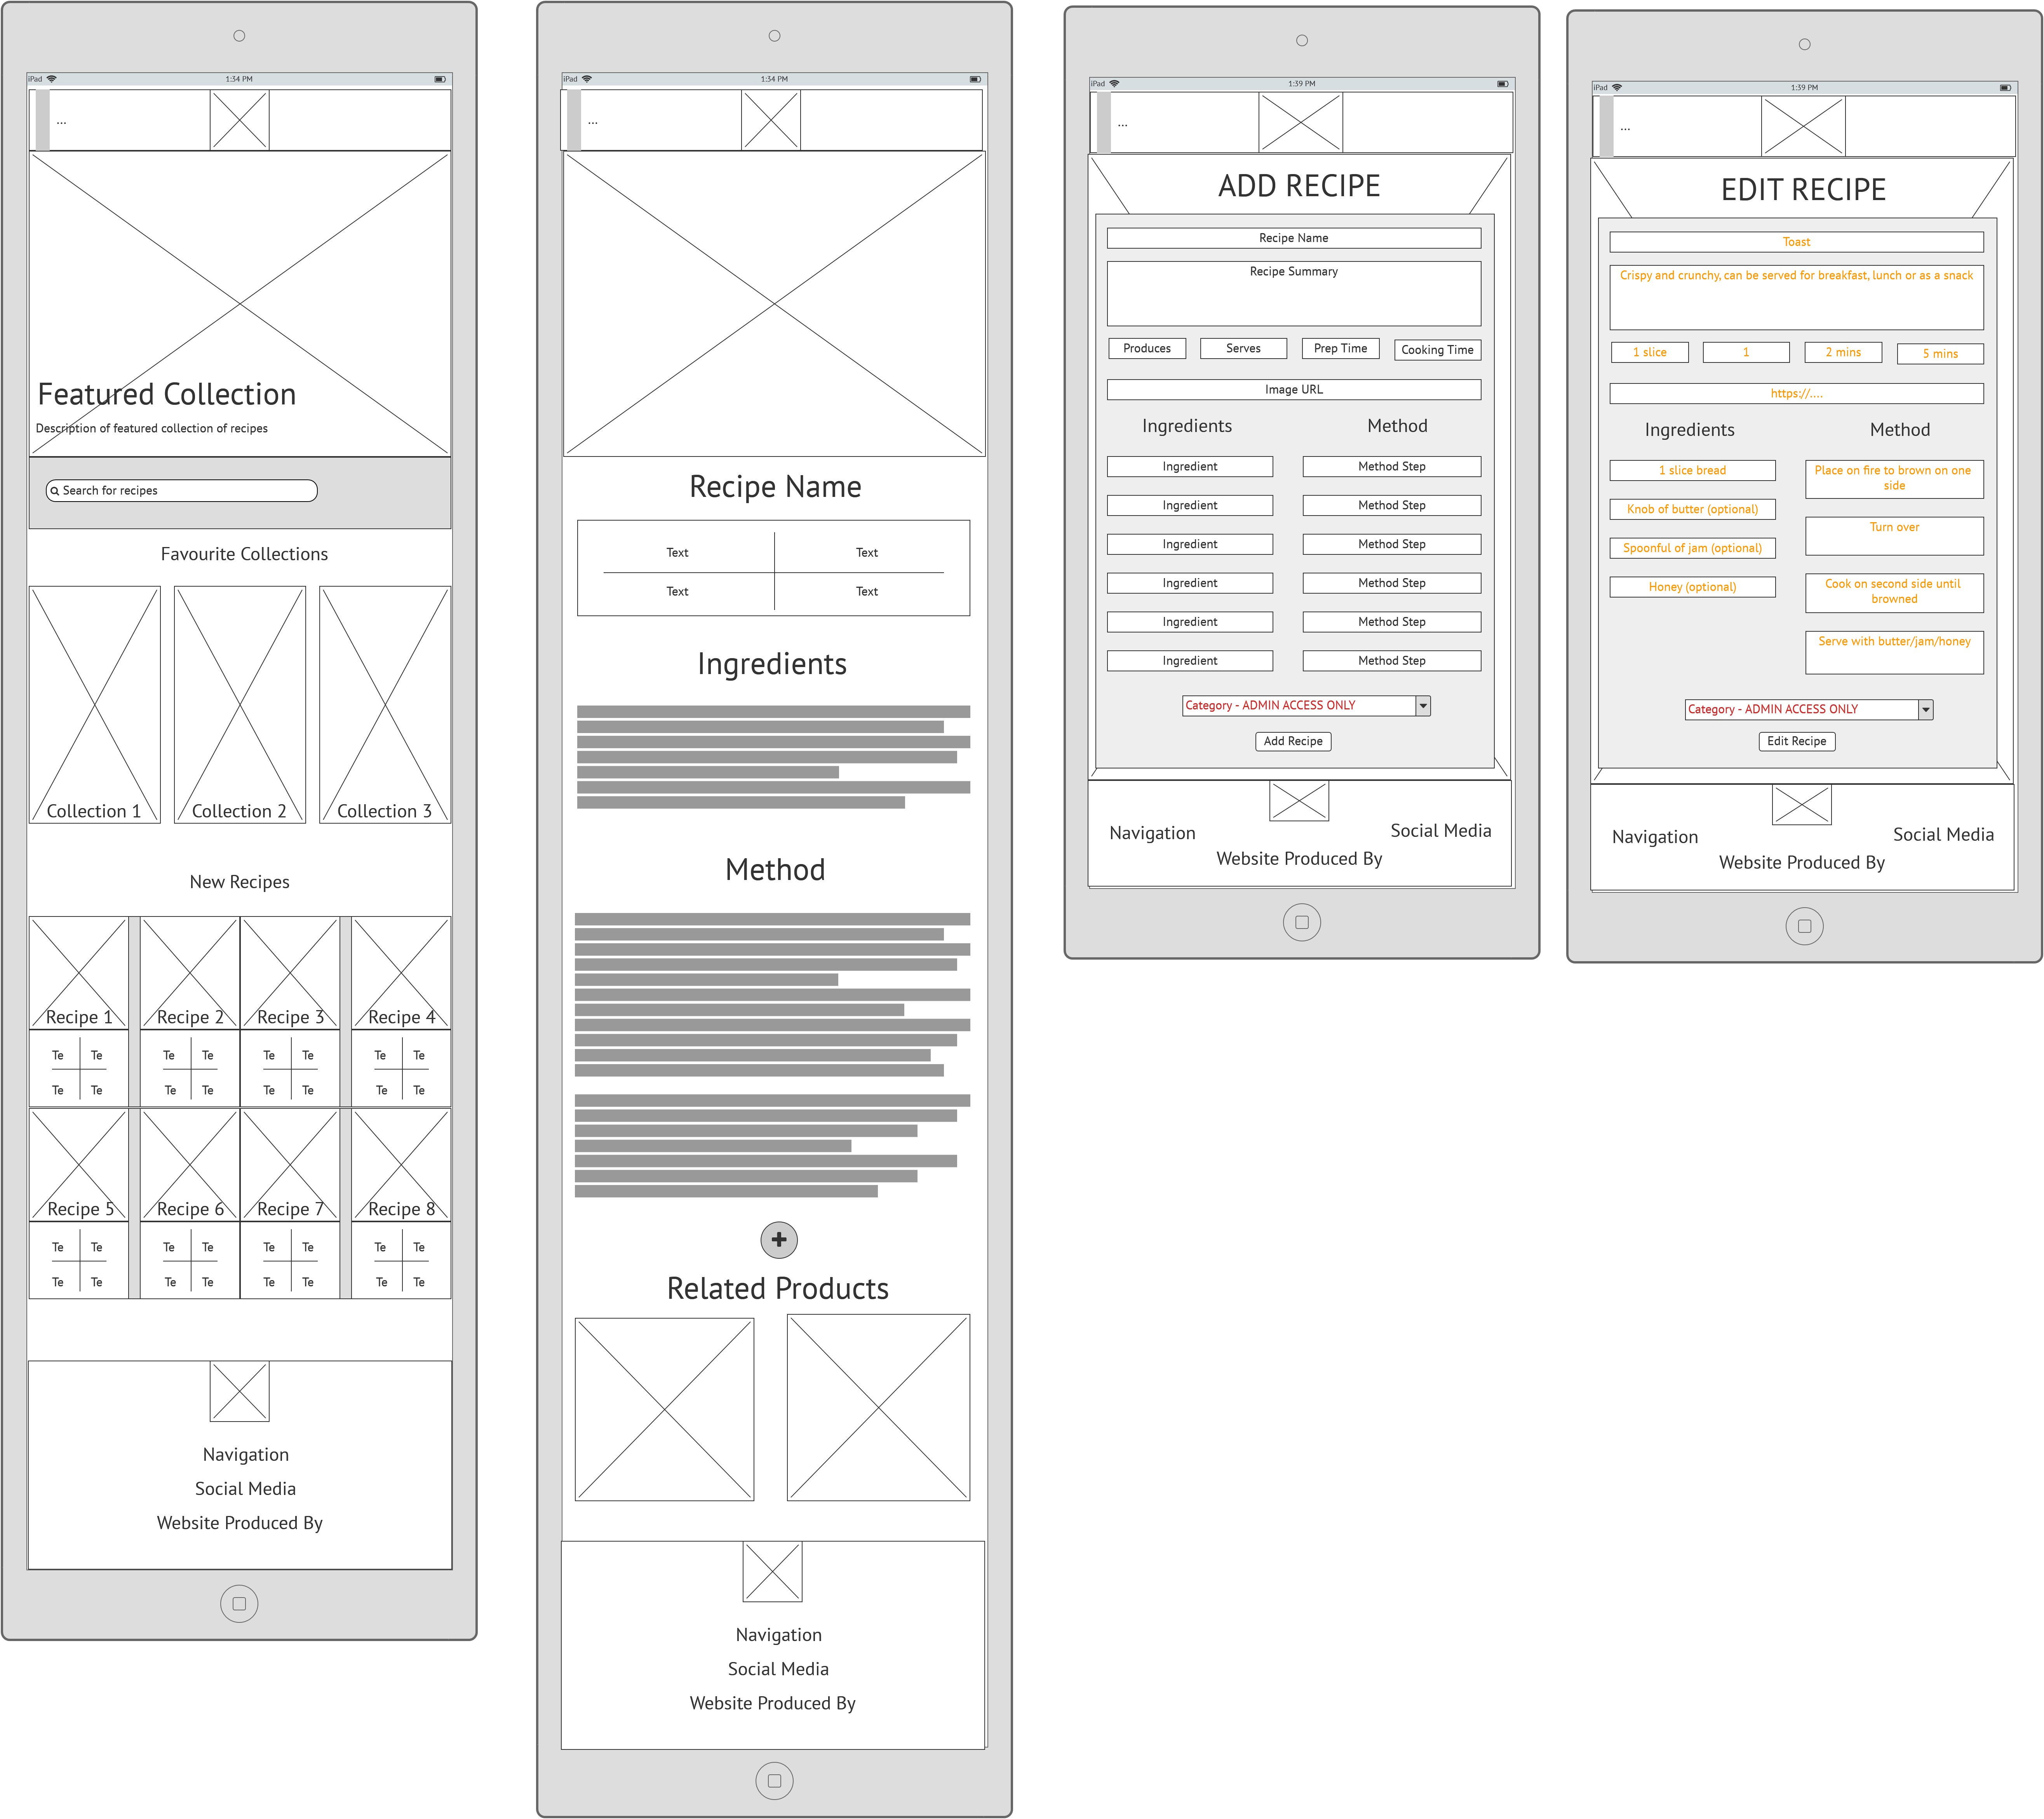 iPad 1:34 PM
...
Featured Collection
Description of featured collection of recipes
Search for recipes
Favourite Collections
Collection 1 Collection 2 Collection 3
New Recipes
Recipe 1 Recipe 2 Recipe 3 Recipe 4
Te Te Te Te Te Te Te Te
Te Te Te Te Te Te Te Te
Recipe 5 Recipe 6 Recipe 7 Recipe 8
Te Te Te Te Te Te Te Te
Te Te Te Te Te Te Te Te
Navigation
Social Media
Website Produced By
iPad 1:34 PM
...
Recipe Name
Text Text
Text Text
Ingredients
Method
Related Products
Navigation
Social Media
Website Produced By
iPad 1:39 PM
...
ADD RECIPE
Recipe Name
Recipe Summary
Produces Serves Prep Time Cooking Time
Image URL
Ingredients Method
Ingredient Method Step
Ingredient Method Step
Ingredient Method Step
Ingredient Method Step
Ingredient Method Step
Ingredient Method Step
Category - ADMIN ACCESS ONLY
Add Recipe
Navigation Social Media
Website Produced By
iPad 1:39 PM
...
EDIT RECIPE
Toast
Crispy and crunchy, can be served for breakfast, lunch or as a snack
1 slice 1 2 mins 5 mins
https://....
Ingredients Method
1 slice bread
Knob of butter (optional)
Spoonful of jam (optional)
Honey (optional)
Place on fire to brown on one
side
Turn over
Cook on second side until
browned
Serve with butter/jam/honey
Category - ADMIN ACCESS ONLY
Edit Recipe
Navigation Social Media
Website Produced By